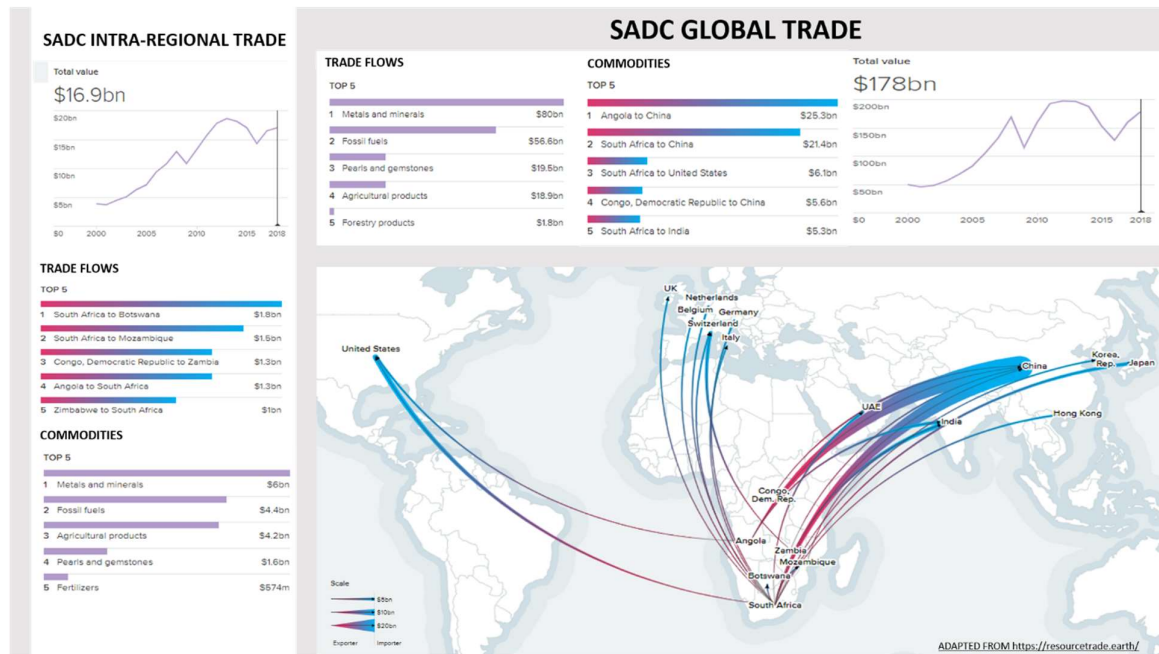 SADC INTRA-REGIONAL TRADE
Total value
$16.9bn
$20bn
$15bn
$10bn
$5bn
$0 2000 2005 2010 2015 2018
TRADE FLOWS
TOP 5
1 South Africa to Botswana $1.8bn
2 South Africa to Mozambique $1.5bn
3 Congo, Democratic Republic to Zambia $1.3bn
4 Angola to South Africa $1.3bn
5 Zimbabwe to South Africa $1bn
COMMODITIES
TOP 5
1 Metals and minerals $6bn
2 Fossil fuels $4.4bn
3 Agricultural products $4.2bn
4 Pearls and gemstones $1.6bn
5 Fertilizers $574m
SADC GLOBAL TRADE
TRADE FLOWS
TOP 5
1 Metals and minerals $80bn
2 Fossil fuels $56.6bn
3 Pearls and gemstones $19.5bn
4 Agricultural products $18.9bn
5 Forestry products $1.8bn
COMMODITIES
TOP 5
1 Angola to China $25.3bn
2 South Africa to China $21.4bn
3 South Africa to United States $6.1bn
4 Congo, Democratic Republic to China $5.6bn
5 South Africa to India $5.3bn
Total value
$178bn
$200bn
$150bn
$100bn
$50bn
$0 2000 2005 2010 2015 2018
UK
Netherlands
Belgium Germany
Switzerland
Italy
United States
China
Korea, Rep.
Japan
UAE
India
Hong Kong
Congo, Dem. Rep.
Angola
Zambia
Mozambique
Botswana
South Africa
Scale
$5bn
$10bn
$20bn
Exporter Importer
ADAPTED FROM https://resourcetrade.earth/